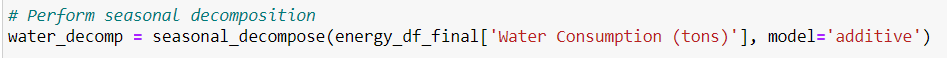 # Perform seasonal decomposition
water_decomp = seasonal_decompose(energy_df_final['Water Consumption (tons)'], model='additive')